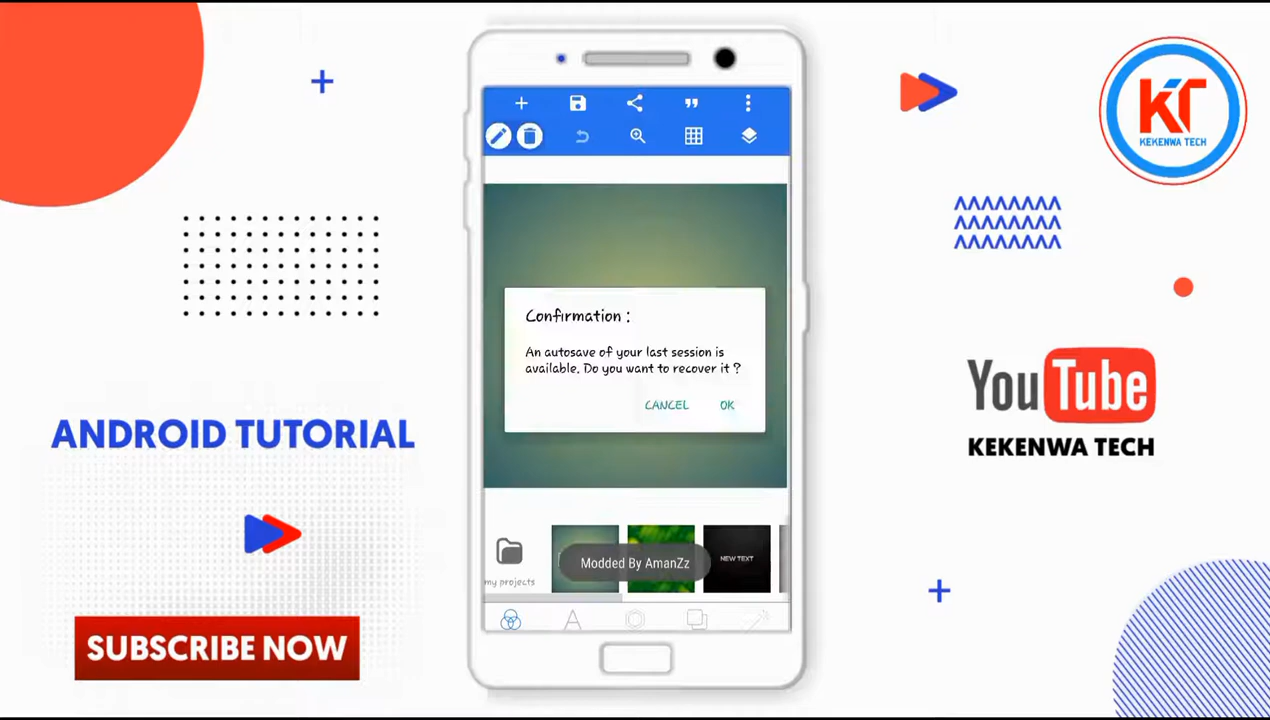 KT
KEKENWA TECH
Confirmation :
An autosave of your last session is
available. Do you want to recover it ?
CANCEL OK
ANDROID TUTORIAL
YouTube
KEKENWA TECH
NEW TEXT
Modded By AmanZz
my projects
A
SUBSCRIBE NOW